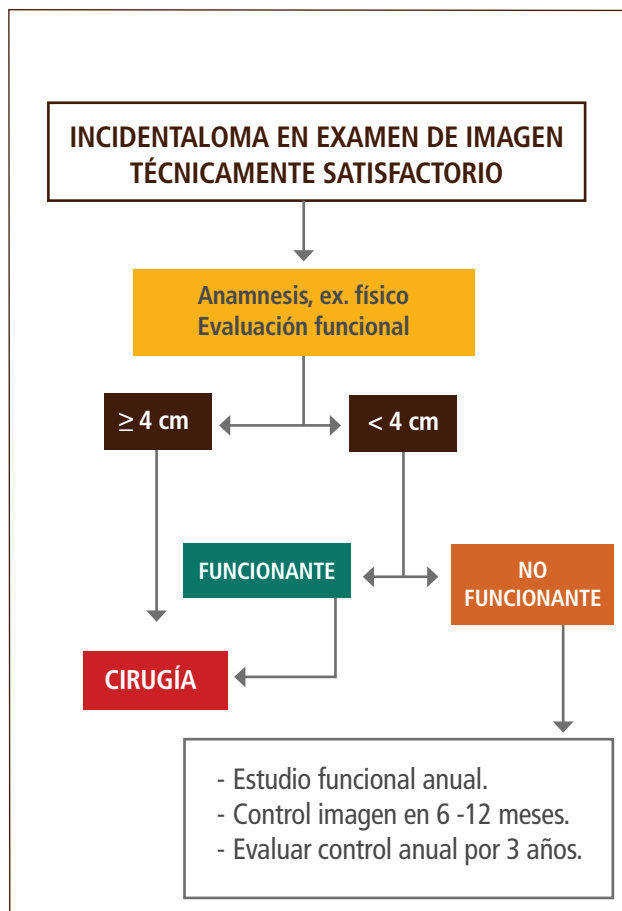 INCIDENTALOMA EN EXAMEN DE IMAGEN
TÉCNICAMENTE SATISFACTORIO
Anamnesis, ex. físico
Evaluación funcional
≥ 4 cm
< 4 cm
FUNCIONANTE
NO
FUNCIONANTE
CIRUGÍA
- Estudio funcional anual.
- Control imagen en 6 -12 meses.
- Evaluar control anual por 3 años.